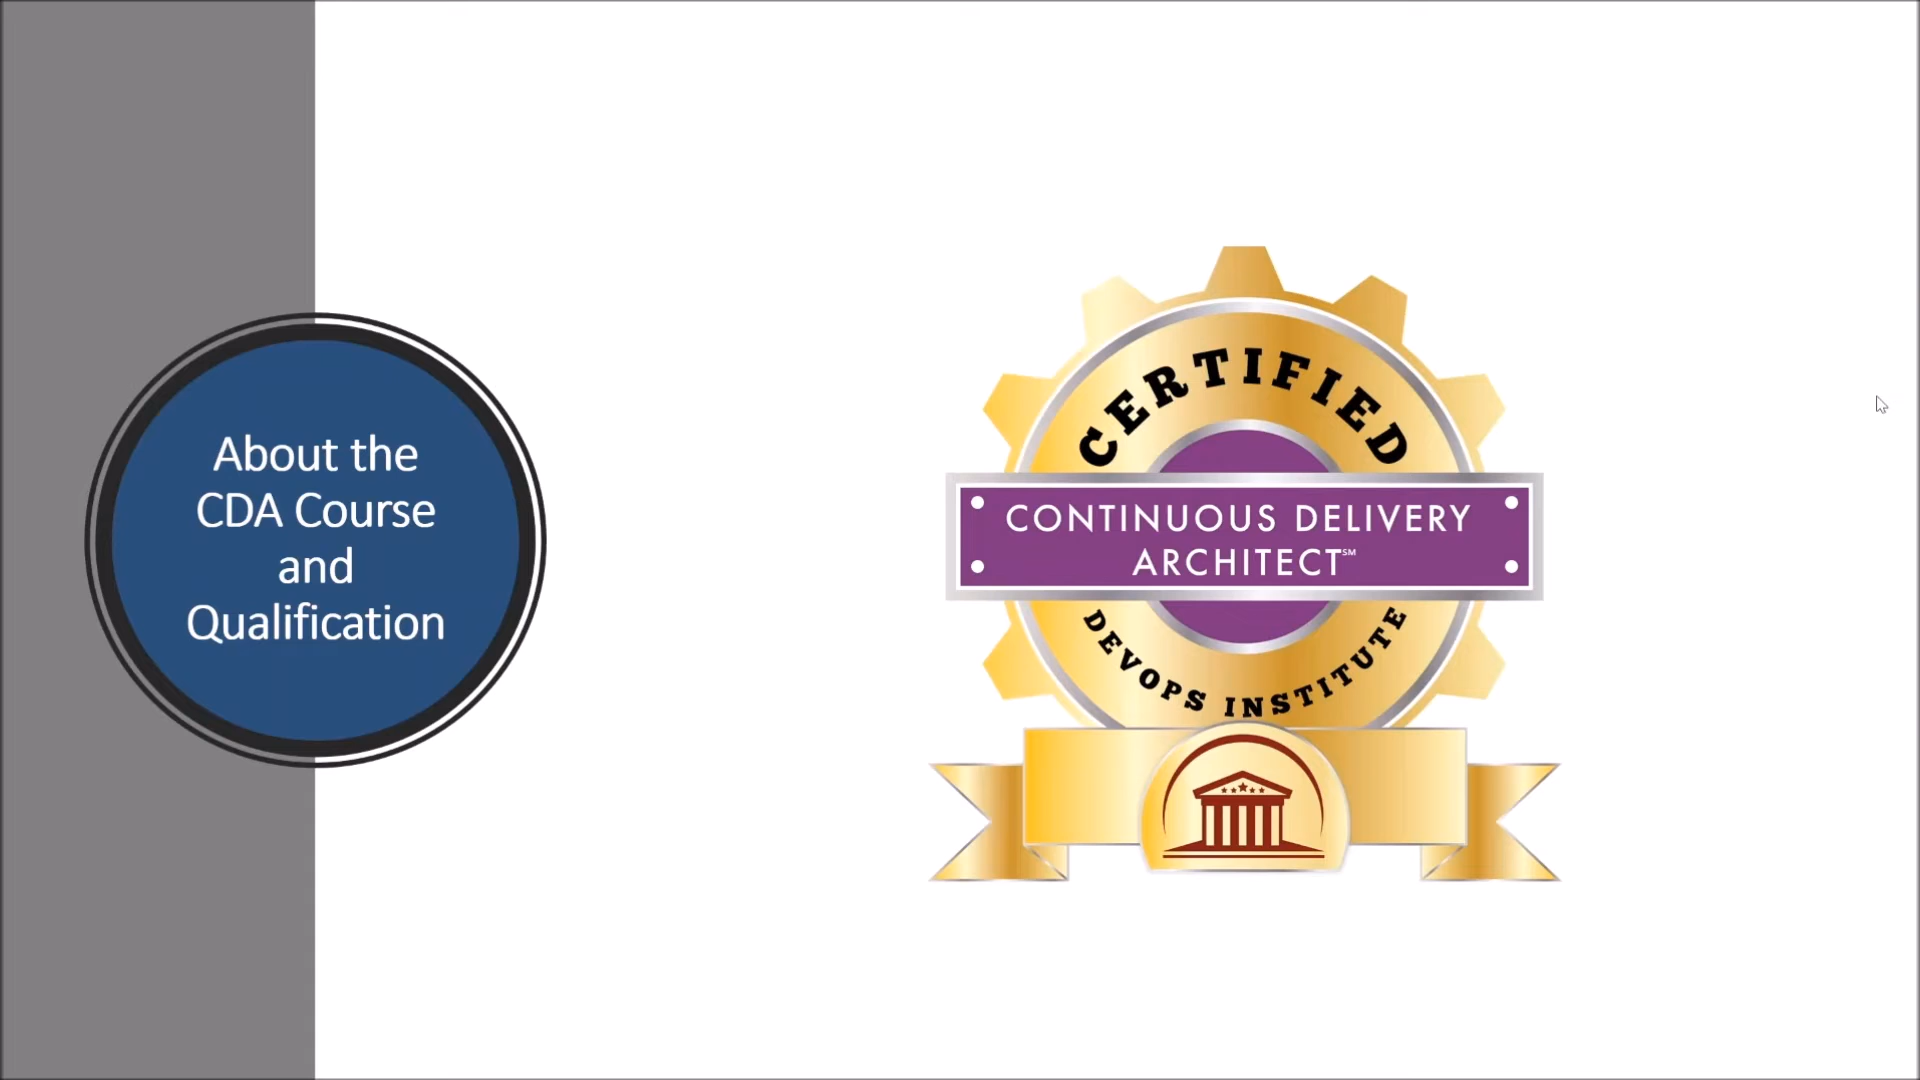 About the
CDA Course
and
Qualification
CERTIFIED
CONTINUOUS DELIVERY
ARCHITECT℠
DEVOPS INSTITUTE